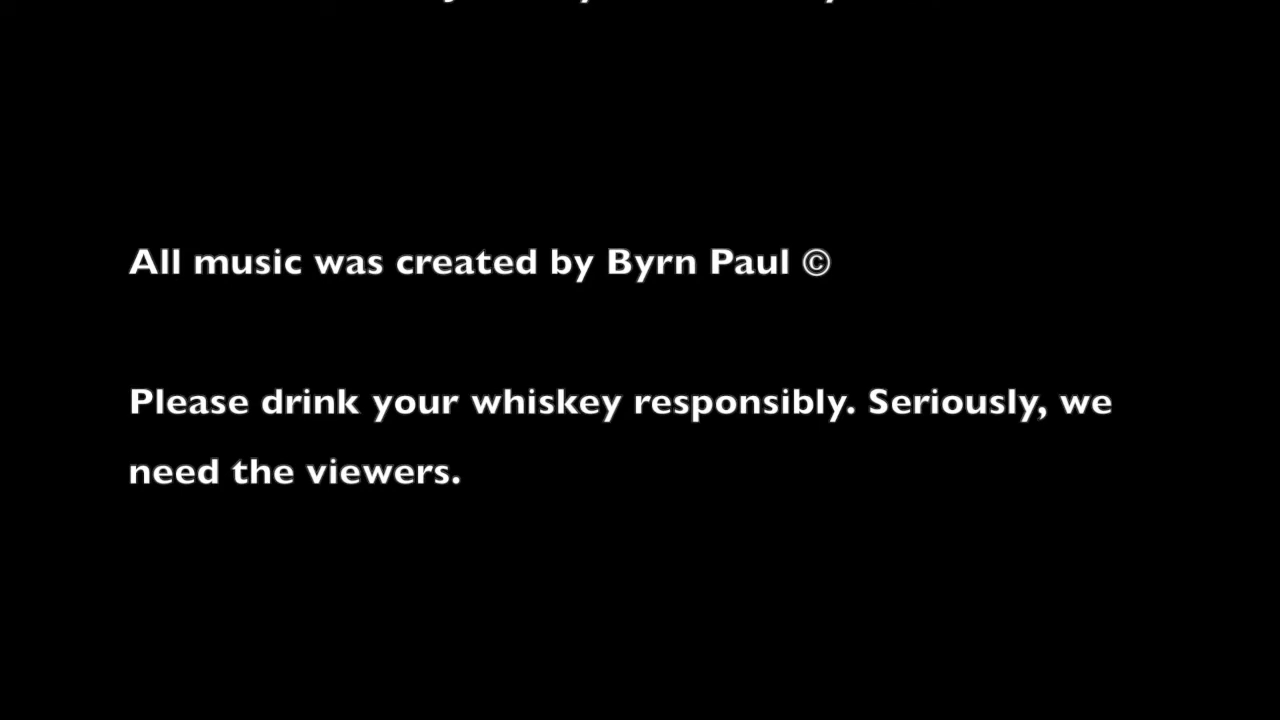 All music was created by Byrn Paul ©
Please drink your whiskey responsibly. Seriously, we
need the viewers.